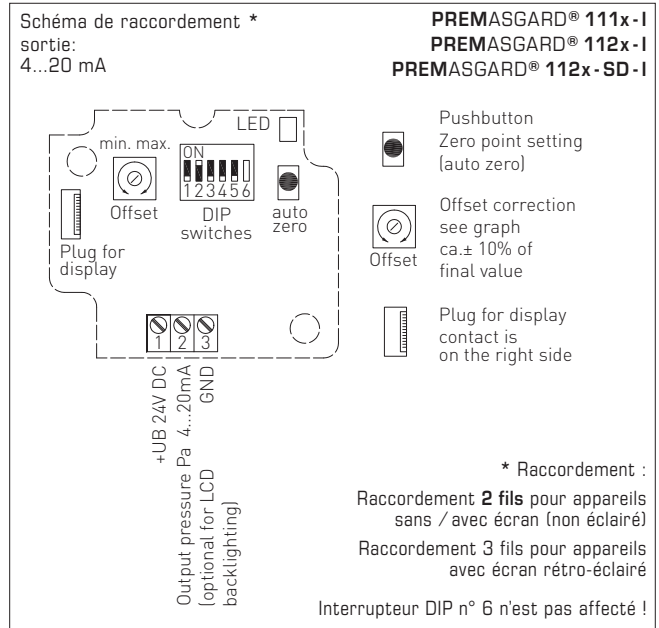 Schéma de raccordement *
sortie:
4...20 mA
PREMASGARD® 111x - I
PREMASGARD® 112x - I
PREMASGARD® 112x - SD - I
LED
min. max.
ON
1 2 3 4 5 6
Offset
DIP
switches
auto
zero
Plug for
display
1 2 3
+UB 24V DC
Output pressure Pa 4...20mA
(optional for LCD
backlighting)
GND
Pushbutton
Zero point setting
(auto zero)
Offset
Offset correction
see graph
ca.± 10% of
final value
Plug for display
contact is
on the right side
* Raccordement :
Raccordement 2 fils pour appareils
sans / avec écran (non éclairé)
Raccordement 3 fils pour appareils
avec écran rétro-éclairé
Interrupteur DIP n° 6 n'est pas affecté !